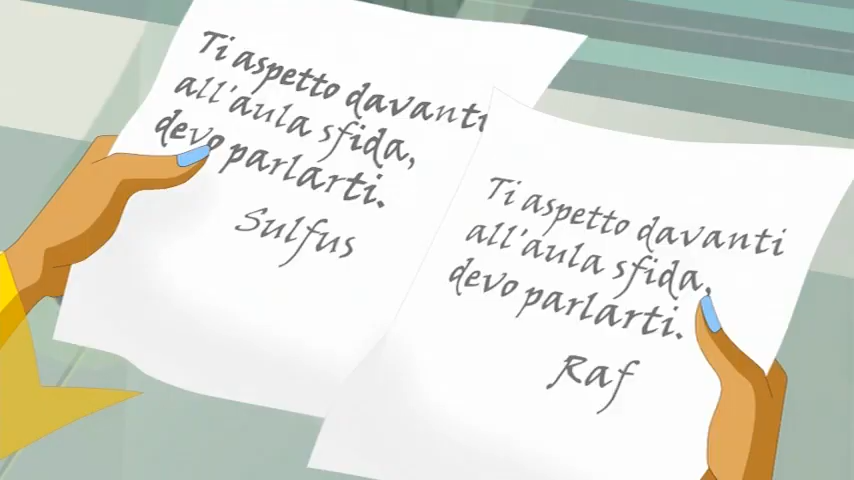 Ti aspetto davanti
all'aula sfida,
devo parlarti.
Sulfus
Ti aspetto davanti
all'aula sfida,
devo parlarti.
Raf